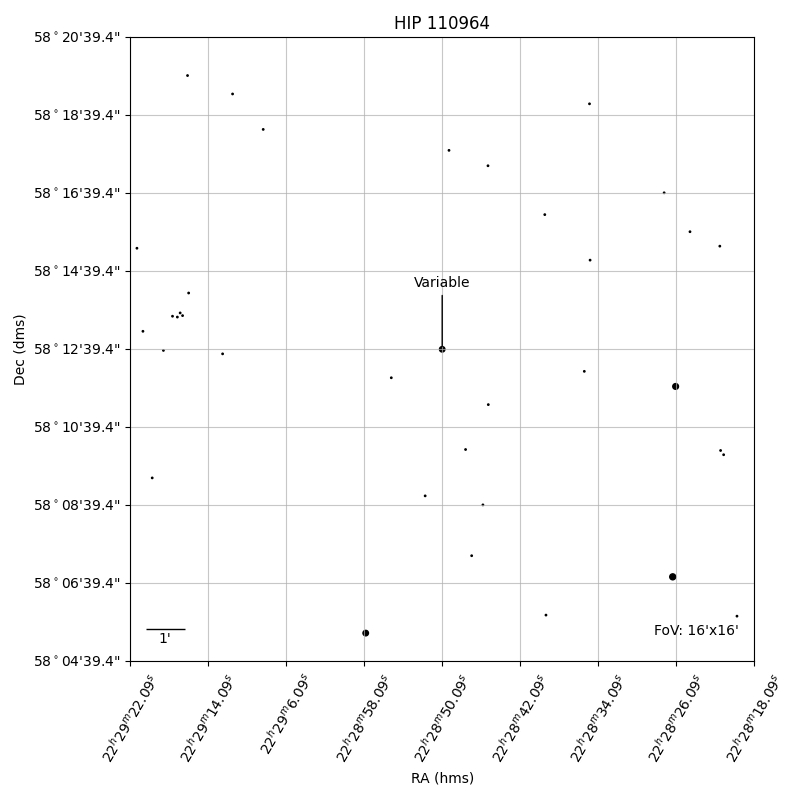 HIP 110964
58°20'39.4"
58°18'39.4"
58°16'39.4"
58°14'39.4"
58°12'39.4"
58°10'39.4"
58°08'39.4"
58°06'39.4"
58°04'39.4"
Dec (dms)
Variable
1'
FoV: 16'x16'
22ʰ29ᵐ22.09ˢ
22ʰ29ᵐ14.09ˢ
22ʰ29ᵐ6.09ˢ
22ʰ28ᵐ58.09ˢ
22ʰ28ᵐ50.09ˢ
22ʰ28ᵐ42.09ˢ
22ʰ28ᵐ34.09ˢ
22ʰ28ᵐ26.09ˢ
22ʰ28ᵐ18.09ˢ
RA (hms)